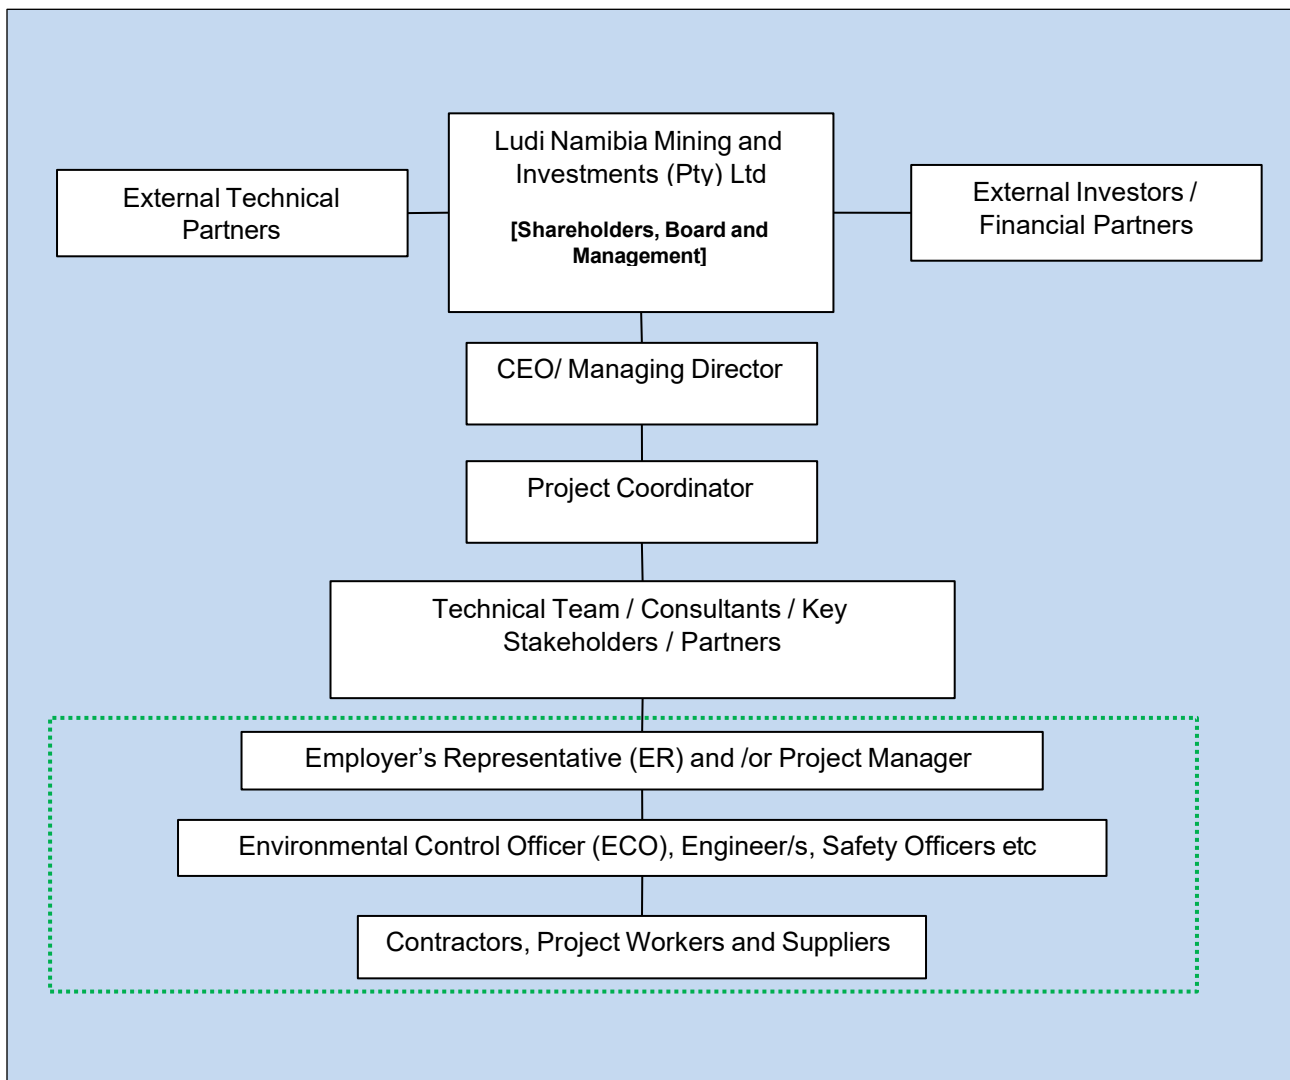 Ludi Namibia Mining and
Investments (Pty) Ltd
[Shareholders, Board and
Management]
External Technical
Partners
External Investors /
Financial Partners
CEO/ Managing Director
Project Coordinator
Technical Team / Consultants / Key
Stakeholders / Partners
Employer’s Representative (ER) and /or Project Manager
Environmental Control Officer (ECO), Engineer/s, Safety Officers etc
Contractors, Project Workers and Suppliers